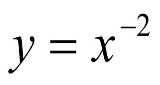 y = x⁻²